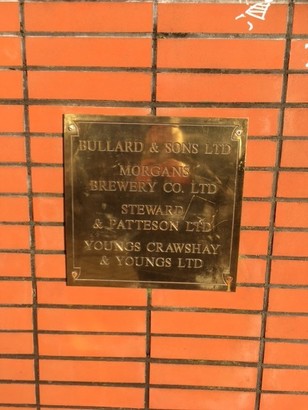 BULLARD & SONS LTD
MORGANS
BREWERY CO. LTD
STEWARD
& PATTESON LTD
YOUNGS CRAWSHAY
& YOUNGS LTD